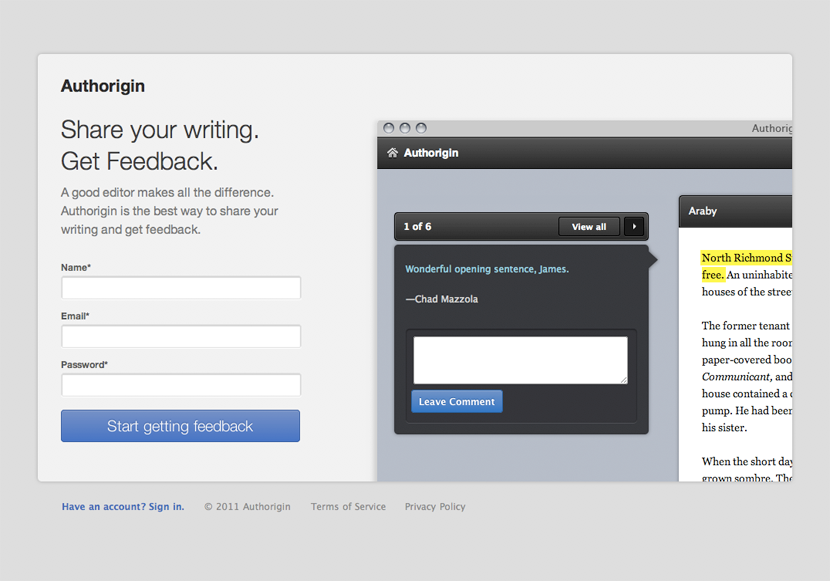 Authorigin
Share your writing.
Get Feedback.
A good editor makes all the difference.
Authorigin is the best way to share your
writing and get feedback.
Name*
Email*
Password*
Start getting feedback
Authorig
Authorigin
1 of 6
View all
Wonderful opening sentence, James.
—Chad Mazzola
Leave Comment
Araby
North Richmond S
free. An uninhabite
houses of the stree
The former tenant
hung in all the roo
paper-covered boo
Communicant, and
house contained a
pump. He had been
his sister.
When the short day
grown sombre. The
Have an account? Sign in.
© 2011 Authorigin
Terms of Service
Privacy Policy